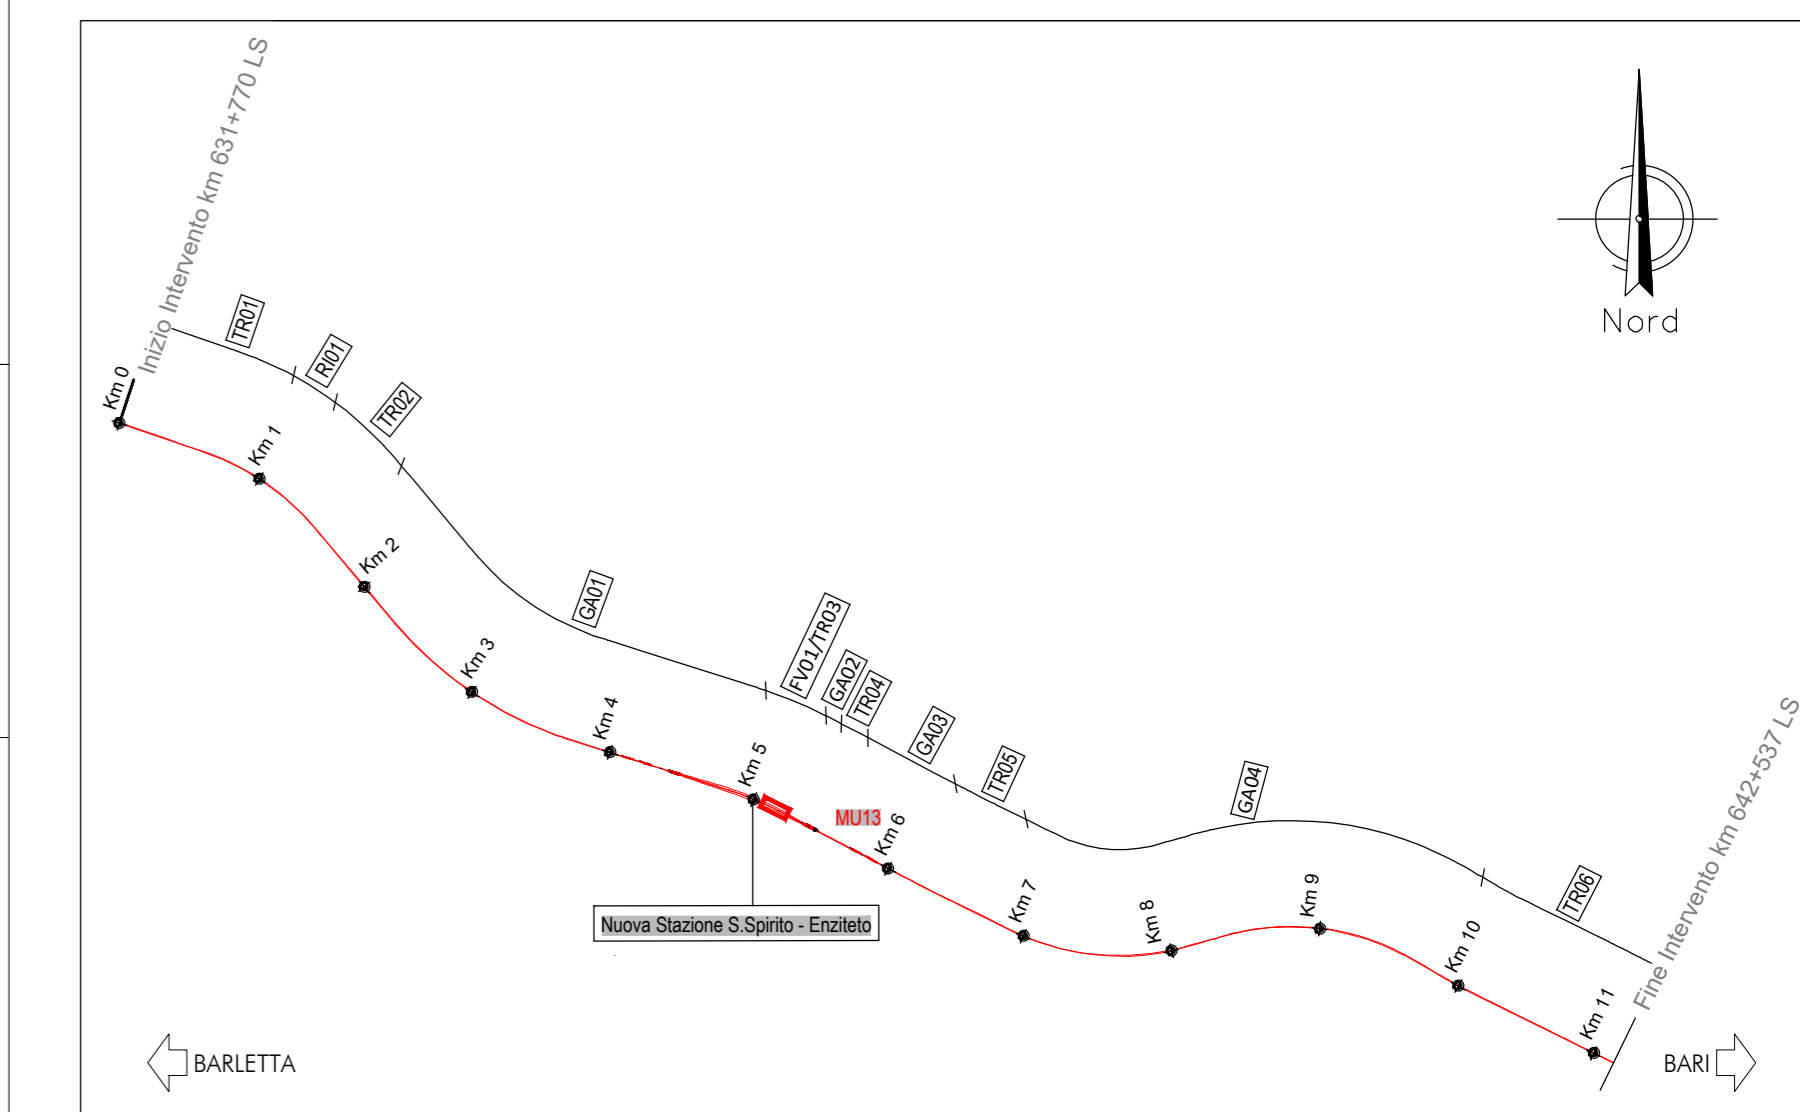 Inizio Intervento km 631+770 LS
Nord
TR01
RI01
TR02
GA01
FV01/TR03
GA02
TR04
GA03
TR05
GA04
TR06
Km 0
Km 1
Km 2
Km 3
Km 4
Km 5
MU13
Km 6
Km 7
Km 8
Km 9
Km 10
Km 11
Nuova Stazione S.Spirito - Enziteto
Fine Intervento km 642+537 LS
BARLETTA
BARI